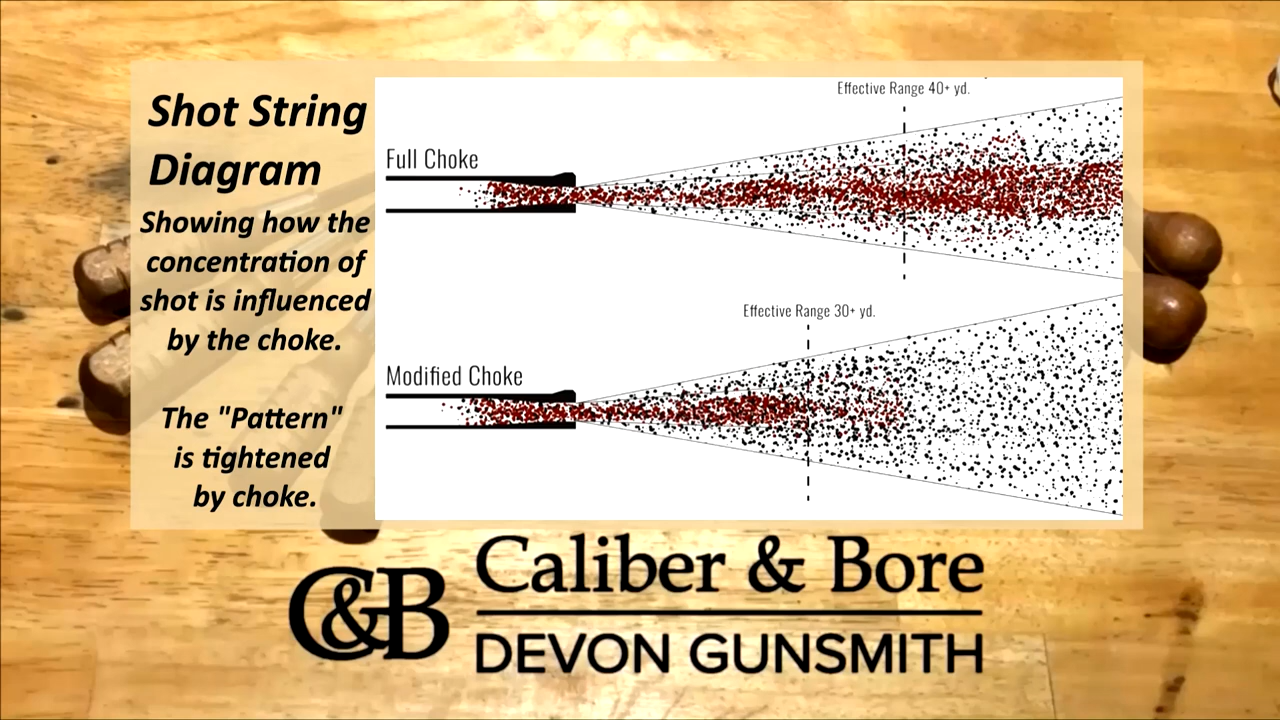 Shot String
Diagram
Showing how the
concentration of
shot is influenced
by the choke.
The "Pattern"
is tightened
by choke.
Effective Range 40+ yd.
Full Choke
Effective Range 30+ yd.
Modified Choke
C&B
Caliber & Bore
DEVON GUNSMITH